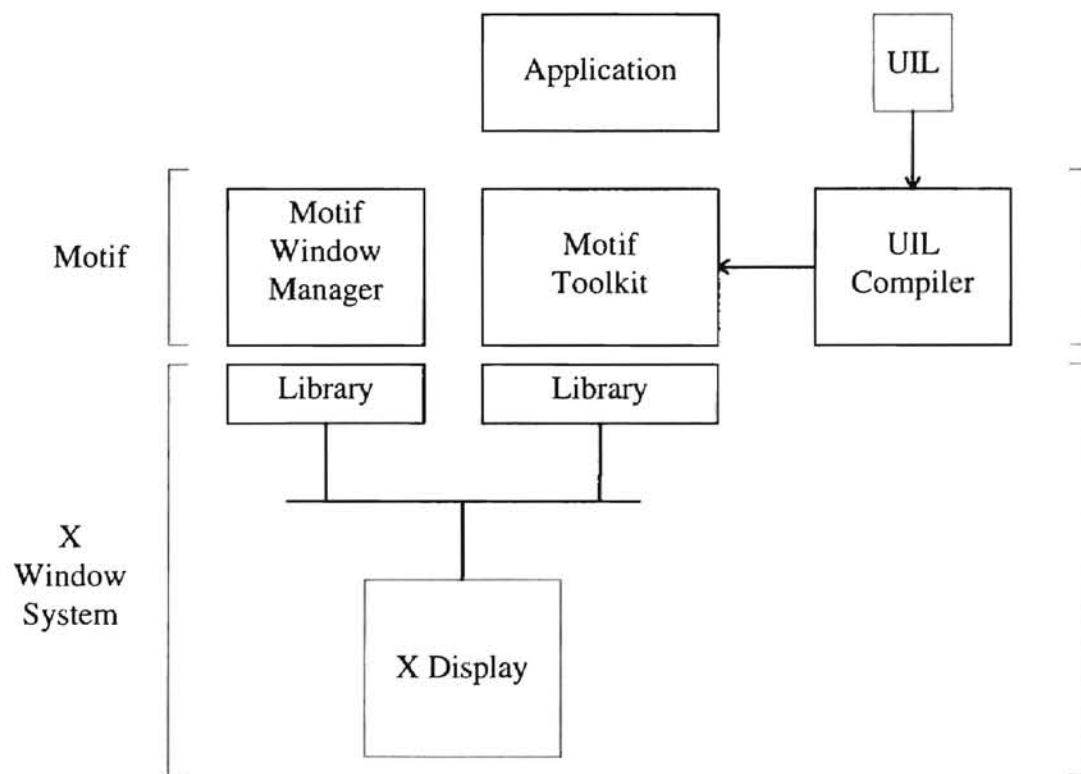 Application
UIL
Motif
Motif
Window
Manager
Motif
Toolkit
UIL
Compiler
Library
Library
X
Window
System
X Display